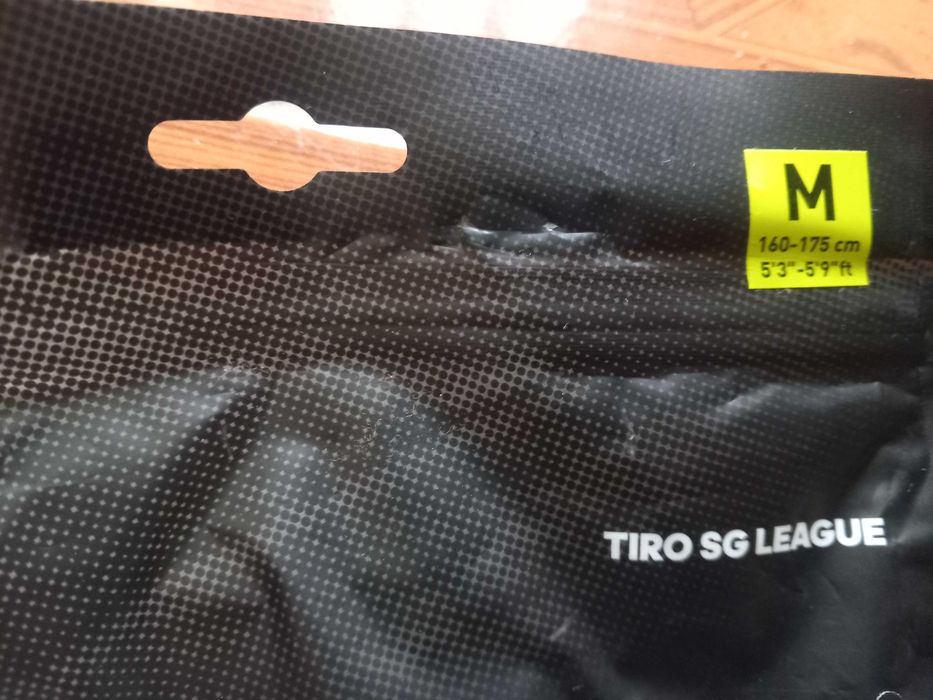 M
160-175 cm
5'3"-5'9"ft
TIRO SG LEAGUE